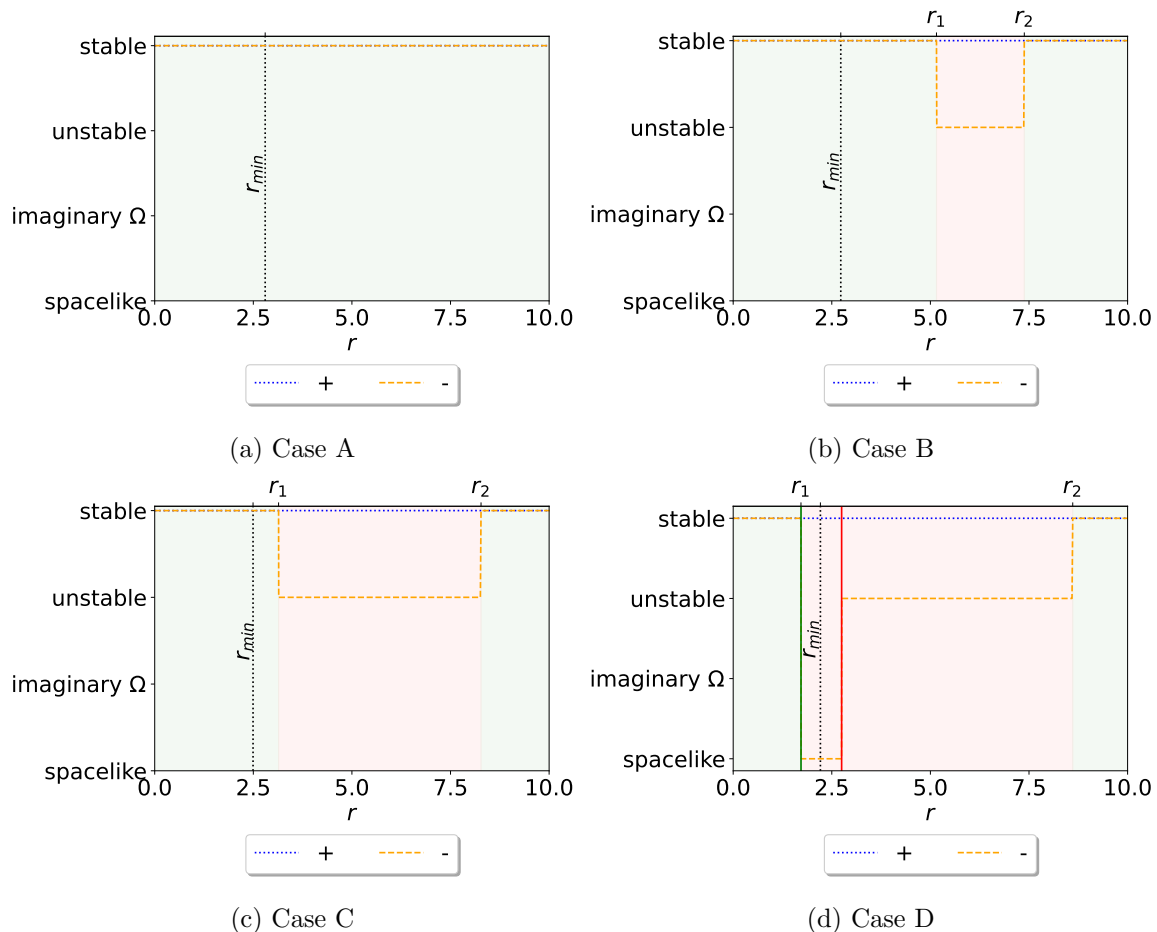 stable
unstable
imaginary Ω
spacelike
r_min
0.0 2.5 5.0 7.5 10.0
r
+ -
(a) Case A
r_1 r_2
stable
unstable
imaginary Ω
spacelike
r_min
0.0 2.5 5.0 7.5 10.0
r
+ -
(b) Case B
r_1 r_2
stable
unstable
imaginary Ω
spacelike
r_min
0.0 2.5 5.0 7.5 10.0
r
+ -
(c) Case C
r_1 r_2
stable
unstable
imaginary Ω
spacelike
r_min
0.0 2.5 5.0 7.5 10.0
r
+ -
(d) Case D